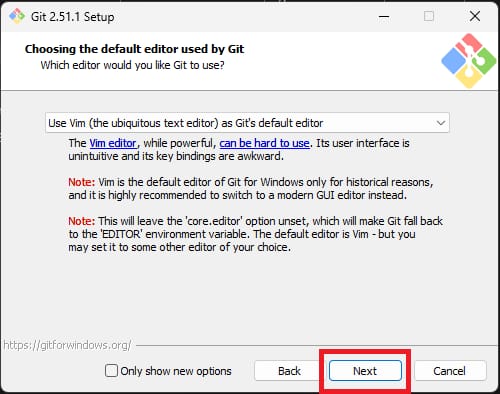 Git 2.51.1 Setup
Choosing the default editor used by Git
Which editor would you like Git to use?
Use Vim (the ubiquitous text editor) as Git's default editor
The Vim editor, while powerful, can be hard to use. Its user interface is
unintuitive and its key bindings are awkward.
Note: Vim is the default editor of Git for Windows only for historical reasons,
and it is highly recommended to switch to a modern GUI editor instead.
Note: This will leave the 'core.editor' option unset, which will make Git fall back
to the 'EDITOR' environment variable. The default editor is Vim - but you
may set it to some other editor of your choice.
https://gitforwindows.org/
Only show new options Back Next Cancel